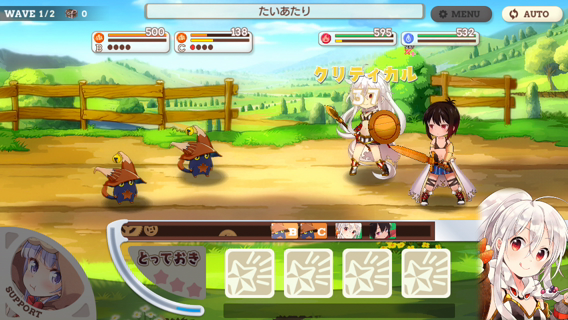 WAVE 1/2 0
たいあたり
MENU
AUTO
500
B
138
C
595
532
クリティカル
B C
とっておき
SUPPORT